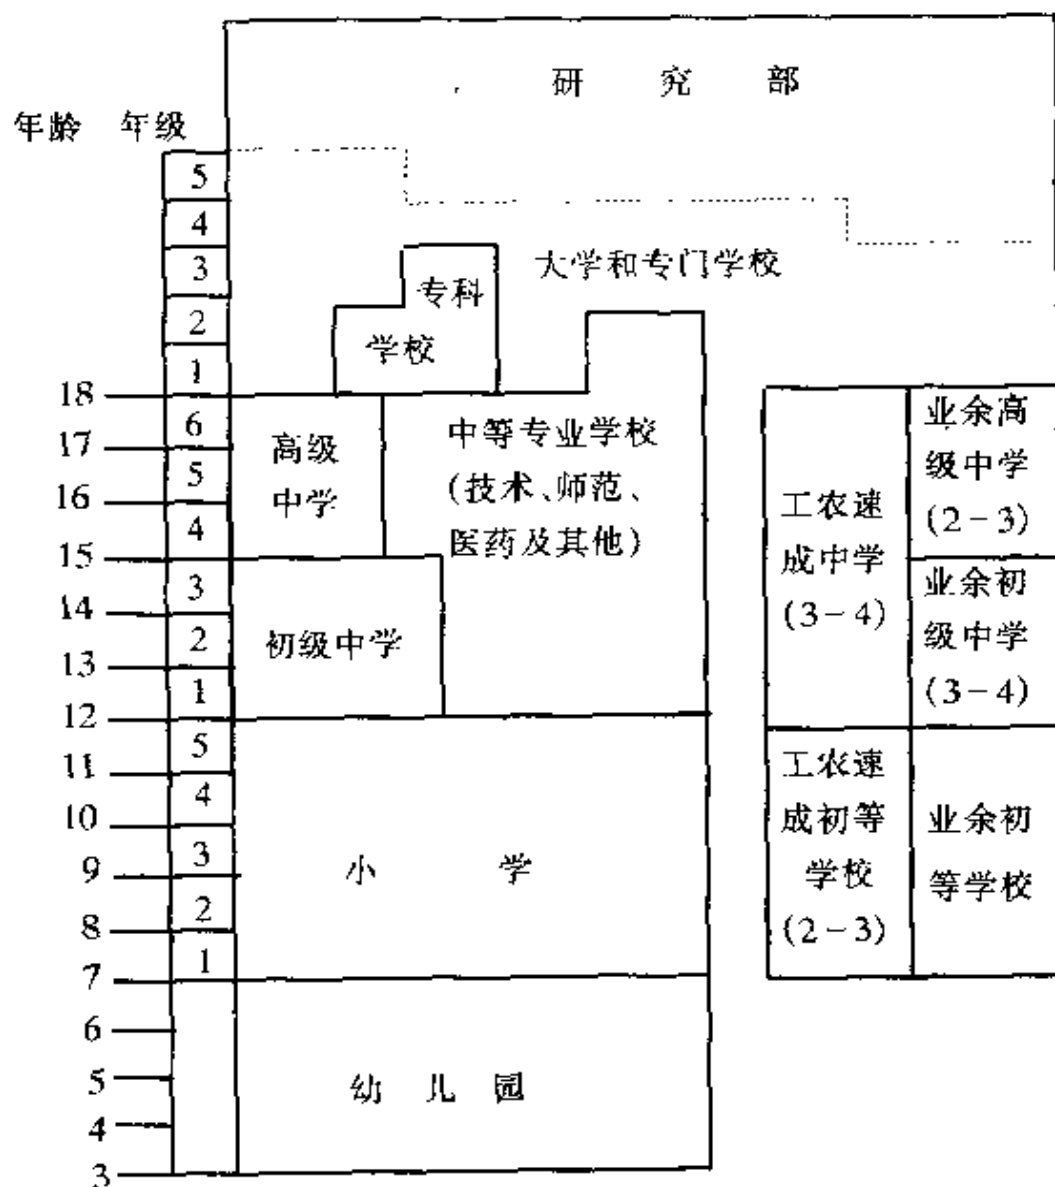 研究部
年龄 年级
5
4
3
2
1
大学和专门学校
专科
学校
18
17
16
15
14
13
12
11
10
9
8
7
6
5
4
3
6
5
4
3
2
1
5
4
3
2
1
高级
中学
中等专业学校
(技术、师范、
医药及其他)
初级中学
小学
幼儿园
工农速
成中学
(3-4)
业余高
级中学
(2-3)
业余初
级中学
(3-4)
工农速
成初等
学校
(2-3)
业余初
等学校